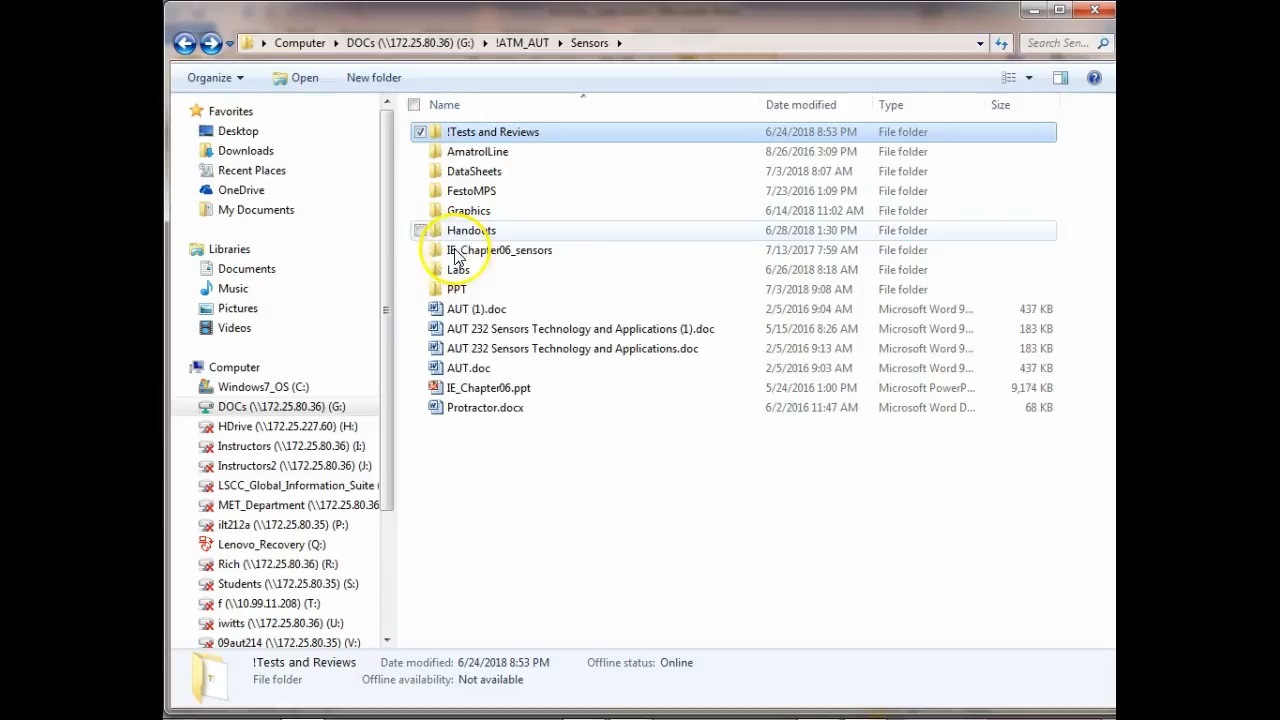 Computer DOCs (\\172.25.80.36) (G:) !ATM_AUT Sensors Search Sen...
Organize Open New folder
Favorites
Desktop
Downloads
Recent Places
OneDrive
My Documents
Libraries
Documents
Music
Pictures
Videos
Computer
Windows7_OS (C:)
DOCs (\\172.25.80.36) (G:)
HDrive (\\172.25.227.60) (H:)
Instructors (\\172.25.80.36) (I:)
Instructors2 (\\172.25.80.36) (J:)
LSCC_Global_Information_Suite
MET_Department (\\172.25.80.36
ilt212a (\\172.25.80.35) (P:)
Lenovo_Recovery (Q:)
Rich (\\172.25.80.36) (R:)
Students (\\172.25.80.35) (S:)
f (\\10.99.11.208) (T:)
iwitts (\\172.25.80.36) (U:)
09aut214 (\\172.25.80.35) (V:)
Name Date modified Type Size
!Tests and Reviews 6/24/2018 8:53 PM File folder
AmatrolLine 8/26/2016 3:09 PM File folder
DataSheets 7/3/2018 8:07 AM File folder
FestoMPS 7/23/2016 1:09 PM File folder
Graphics 6/14/2018 11:02 AM File folder
Handouts 6/28/2018 1:30 PM File folder
IE_Chapter06_sensors 7/13/2017 7:59 AM File folder
Labs 6/26/2018 8:18 AM File folder
PPT 7/3/2018 9:08 AM File folder
AUT (1).doc 2/5/2016 9:04 AM Microsoft Word 9... 437 KB
AUT 232 Sensors Technology and Applications (1).doc 5/15/2016 8:26 AM Microsoft Word 9... 183 KB
AUT 232 Sensors Technology and Applications.doc 2/5/2016 9:13 AM Microsoft Word 9... 183 KB
AUT.doc 2/5/2016 9:03 AM Microsoft Word 9... 437 KB
IE_Chapter06.ppt 5/24/2016 1:00 PM Microsoft PowerP... 9,174 KB
Protractor.docx 6/2/2016 11:47 AM Microsoft Word D... 68 KB
!Tests and Reviews Date modified: 6/24/2018 8:53 PM Offline status: Online
File folder Offline availability: Not available